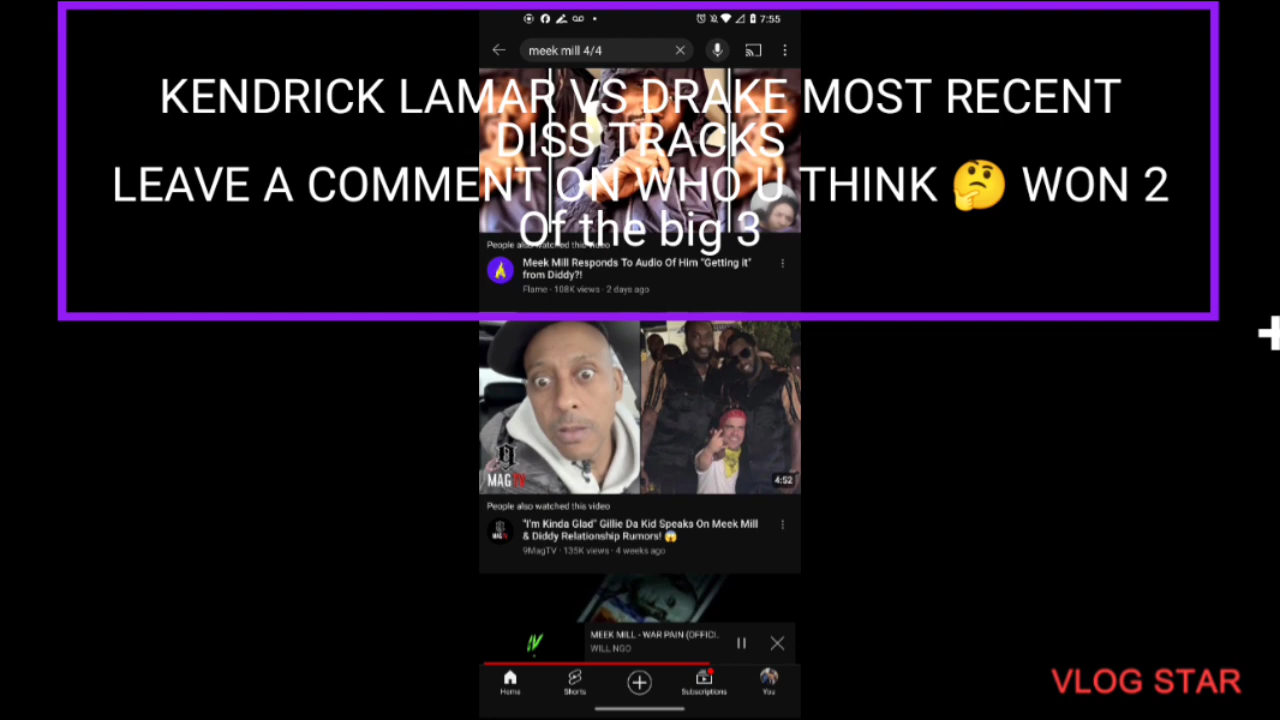 7:55
meek mill 4/4
KENDRICK LAMAR VS DRAKE MOST RECENT
DISS TRACKS
LEAVE A COMMENT ON WHO U THINK 🤔 WON 2
Of the big 3
People also watched this video
Meek Mill Responds To Audio Of Him "Getting it"
from Diddy?!
Flame · 108K views · 2 days ago
9
MAG TV
4:52
People also watched this video
"I'm Kinda Glad" Gillie Da Kid Speaks On Meek Mill
& Diddy Relationship Rumors! 😱
9MagTV · 135K views · 4 weeks ago
MEEK MILL - WAR PAIN (OFFICI..
WILL NGO
Home
Shorts
Subscriptions
You
VLOG STAR